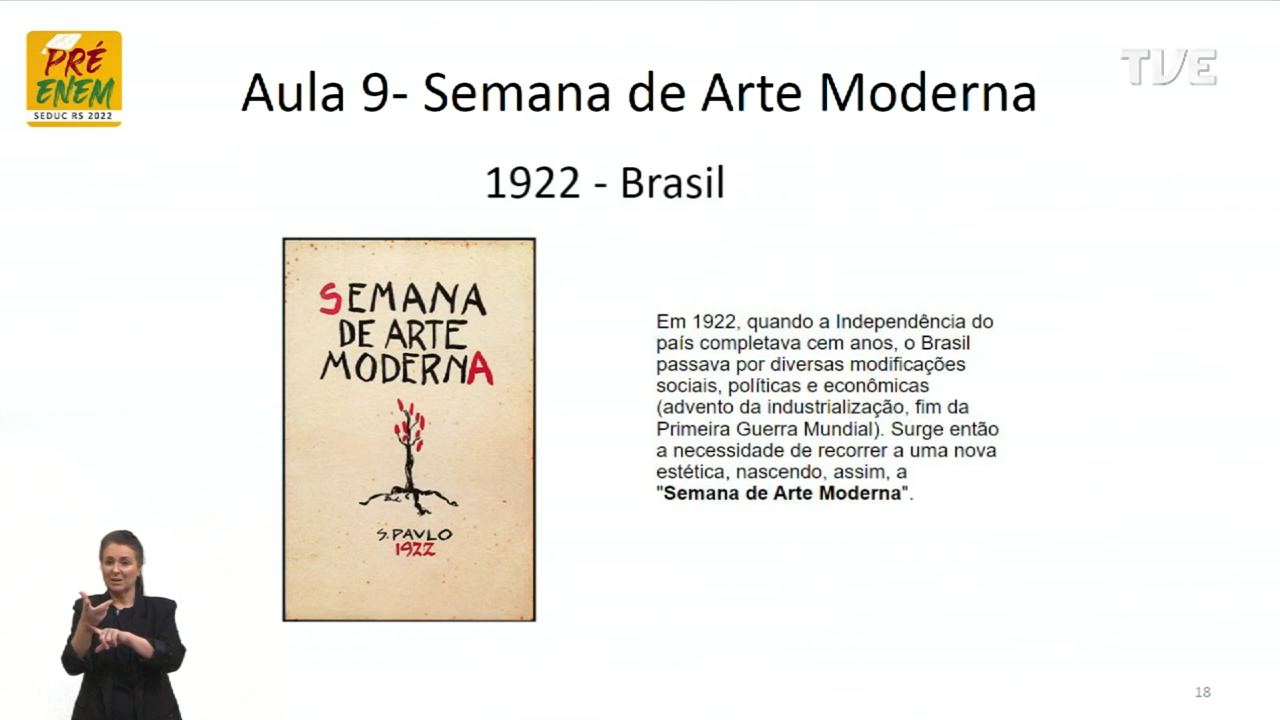 PRÉ
ENEM
SEDUC RS 2022
TVE
Aula 9- Semana de Arte Moderna
1922 - Brasil
SEMANA
DE ARTE
MODERNA
S. PAVLO
1922
Em 1922, quando a Independência do
país completava cem anos, o Brasil
passava por diversas modificações
sociais, políticas e econômicas
(advento da industrialização, fim da
Primeira Guerra Mundial). Surge então
a necessidade de recorrer a uma nova
estética, nascendo, assim, a
"Semana de Arte Moderna".
18